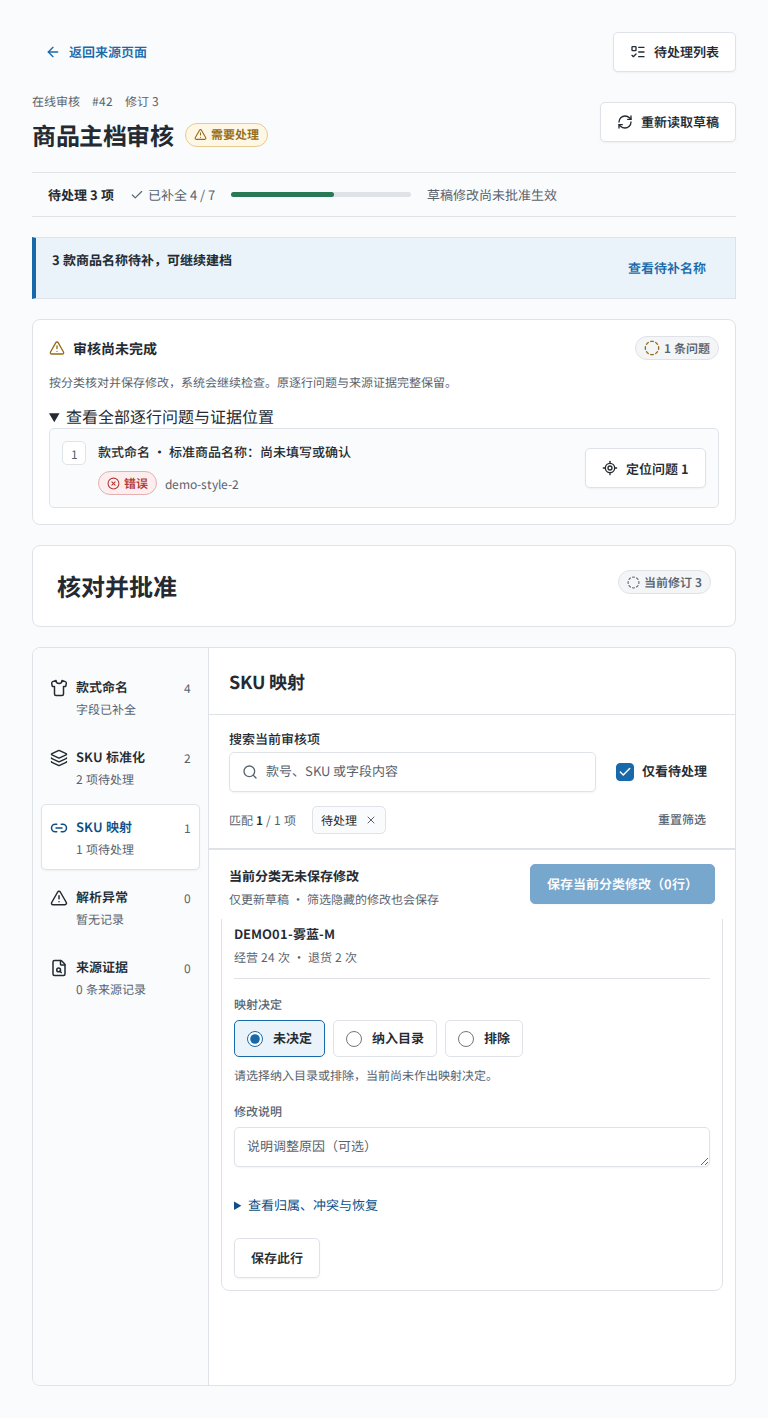 返回来源页面
待处理列表
在线审核 #42 修订 3
商品主档审核
需要处理
重新读取草稿
待处理 3 项
已补全 4 / 7
草稿修改尚未批准生效
3 款商品名称待补，可继续建档
查看待补名称
审核尚未完成
1 条问题
按分类核对并保存修改，系统会继续检查。原逐行问题与来源证据完整保留。
查看全部逐行问题与证据位置
1
款式命名 · 标准商品名称：尚未填写或确认
错误
demo-style-2
定位问题 1
核对并批准
当前修订 3
款式命名 4
字段已补全
SKU 标准化 2
2 项待处理
SKU 映射 1
1 项待处理
解析异常 0
暂无记录
来源证据 0
0 条来源记录
SKU 映射
搜索当前审核项
款号、SKU 或字段内容
仅看待处理
匹配 1 / 1 项
待处理
重置筛选
当前分类无未保存修改
仅更新草稿 · 筛选隐藏的修改也会保存
保存当前分类修改（0行）
DEMO01-雾蓝-M
经营 24 次 · 退货 2 次
映射决定
未决定
纳入目录
排除
请选择纳入目录或排除，当前尚未作出映射决定。
修改说明
说明调整原因（可选）
查看归属、冲突与恢复
保存此行